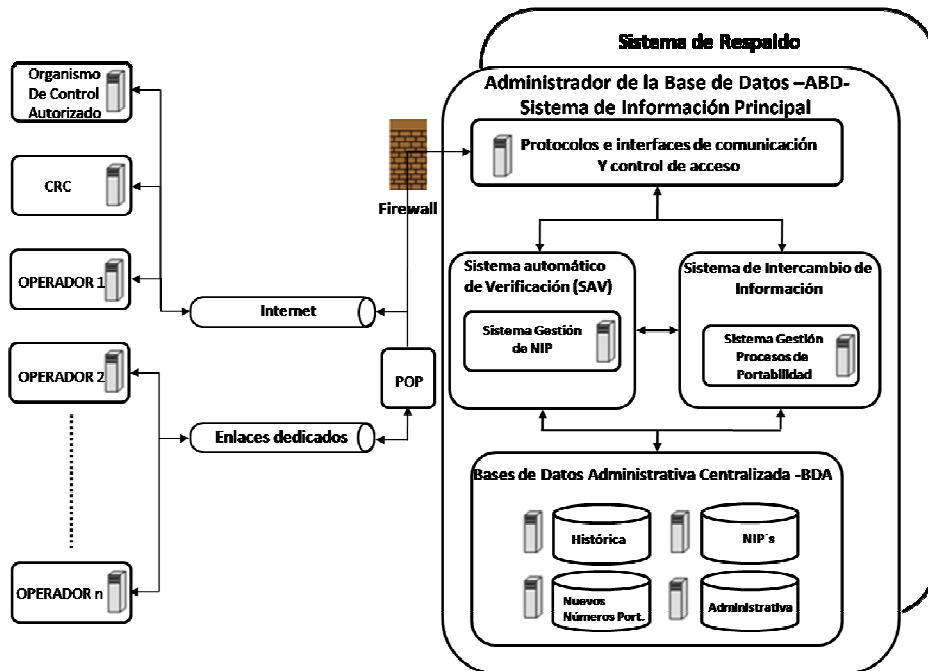 Sistema de Respaldo
Administrador de la Base de Datos –ABD-
Sistema de Información Principal
Organismo
De Control
Autorizado
CRC
OPERADOR 1
OPERADOR 2
OPERADOR n
Internet
Enlaces dedicados
POP
Firewall
Protocolos e interfaces de comunicación
Y control de acceso
Sistema automático
de Verificación (SAV)
Sistema Gestión
de NIP
Sistema de Intercambio de
Información
Sistema Gestión
Procesos de
Portabilidad
Bases de Datos Administrativa Centralizada -BDA
Histórica
NIP´s
Nuevos
Números Port.
Administrativa